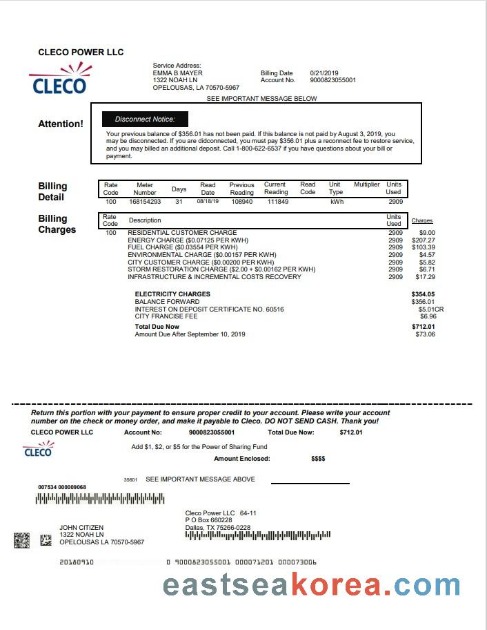 CLECO POWER LLC
CLECO
Service Address:
EMMA B MAYER
1322 NOAH LN
OPELOUSAS, LA 70570-5967
Billing Date 0/21/2019
Account No. 9000823055001
SEE IMPORTANT MESSAGE BELOW
Attention!
Disconnect Notice:
Your previous balance of $356.01 has not been paid. If this balance is not paid by August 3, 2019, you
may be disconnected. If you are didconnected, you must pay $356.01 plus a reconnect fee to restore service,
and you may billed an additional deposit. Call 1-800-622-6537 if you have questions about your bill or
payment.
Billing Detail
Rate Code Meter Number Days Read Date Previous Reading Current Reading Read Code Unit Type Multiplier Units Used
100 168154293 31 08/18/19 108940 111849 kWh 2909
Billing Charges
Rate Code Description Units Used Charges
100 RESIDENTIAL CUSTOMER CHARGE 2909 $9.00
ENERGY CHARGE ($0.07125 PER KWH) 2909 $207.27
FUEL CHARGE ($0.03554 PER KWH) 2909 $103.39
ENVIRONMENTAL CHARGE ($0.00157 PER KWH) 2909 $4.57
CITY CUSTOMER CHARGE ($0.00200 PER KWH) 2909 $5.82
STORM RESTORATION CHARGE ($2.00 + $0.00162 PER KWH) 2909 $6.71
INFRASTRUCTURE & INCREMENTAL COSTS RECOVERY 2909 $17.29
ELECTRICITY CHARGES $354.05
BALANCE FORWARD $356.01
INTEREST ON DEPOSIT CERTIFICATE NO. 60516 $5.01CR
CITY FRANCISE FEE $6.96
Total Due Now $712.01
Amount Due After September 10, 2019 $73.06
Return this portion with your payment to ensure proper credit to your account. Please write your account
number on the check or money order, and make it payable to Cleco. DO NOT SEND CASH. Thank you!
CLECO POWER LLC Account No: 9000823055001 Total Due Now: $712.01
CLECO
Add $1, $2, or $5 for the Power of Sharing Fund
Amount Enclosed: $$$$
SEE IMPORTANT MESSAGE ABOVE
007534 000009068
Cleco Power LLC 64-11
P O Box 660228
Dallas, TX 75266-0228
JOHN CITIZEN
1322 NOAH LN
OPELOUSAS LA 70570-5967
20180910 0 9000823055001 000071201 000073006
eastseakorea.com